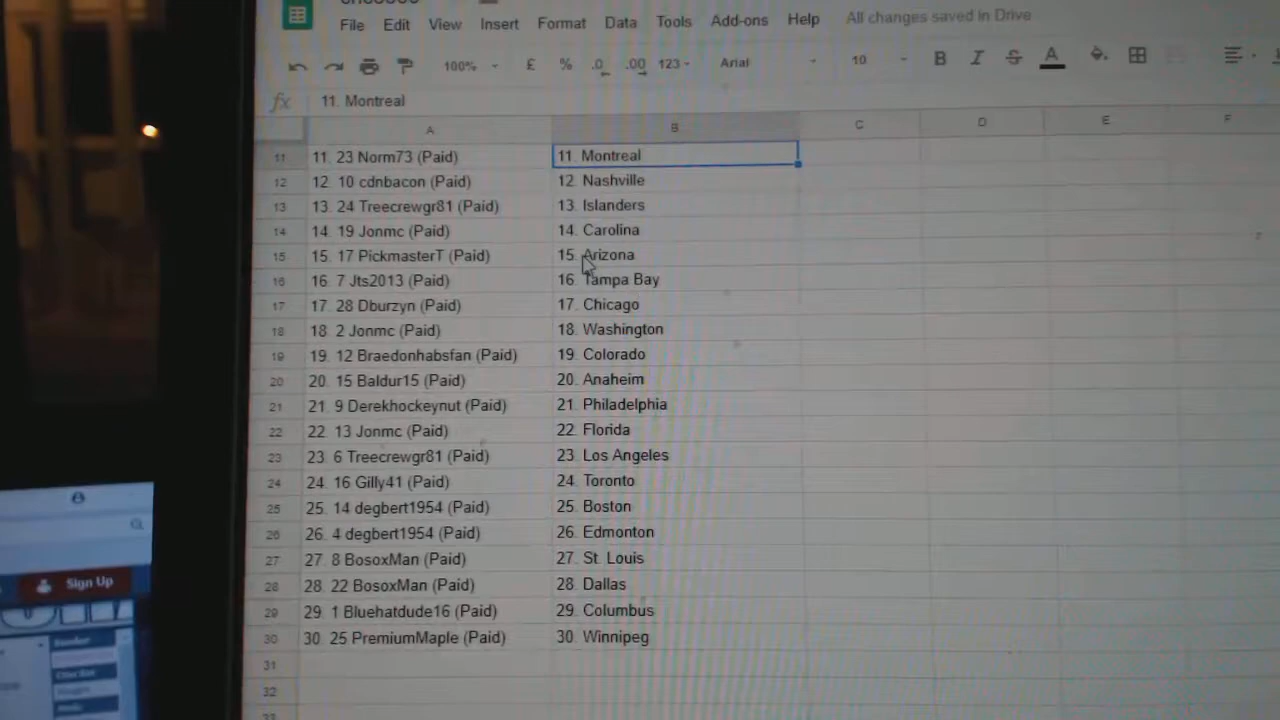 File Edit View Insert Format Data Tools Add-ons Help All changes saved in Drive
100% £ % .0 .00 123 Arial 10 B I S A
fx 11. Montreal
A B C D E F
11 11. 23 Norm73 (Paid) 11. Montreal
12 12. 10 cdnbacon (Paid) 12. Nashville
13 13. 24 Treecrewgr81 (Paid) 13. Islanders
14 14. 19 Jonmc (Paid) 14. Carolina
15 15. 17 PickmasterT (Paid) 15. Arizona
16 16. 7 Jts2013 (Paid) 16. Tampa Bay
17 17. 28 Dburzyn (Paid) 17. Chicago
18 18. 2 Jonmc (Paid) 18. Washington
19 19. 12 Braedonhabsfan (Paid) 19. Colorado
20 20. 15 Baldur15 (Paid) 20. Anaheim
21 21. 9 Derekhockeynut (Paid) 21. Philadelphia
22 22. 13 Jonmc (Paid) 22. Florida
23 23. 6 Treecrewgr81 (Paid) 23. Los Angeles
24 24. 16 Gilly41 (Paid) 24. Toronto
25 25. 14 degbert1954 (Paid) 25. Boston
26 26. 4 degbert1954 (Paid) 26. Edmonton
27 27. 8 BosoxMan (Paid) 27. St. Louis
28 28. 22 BosoxMan (Paid) 28. Dallas
29 29. 1 Bluehatdude16 (Paid) 29. Columbus
30 30. 25 PremiumMaple (Paid) 30. Winnipeg
31
32
33
Sign Up